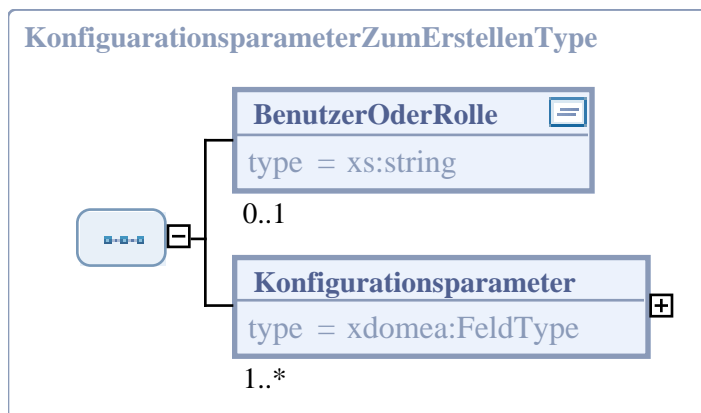 KonfiguarationsparameterZumErstellenType
BenutzerOderRolle
type = xs:string
0..1
Konfigurationsparameter
type = xdomea:FeldType
1..*